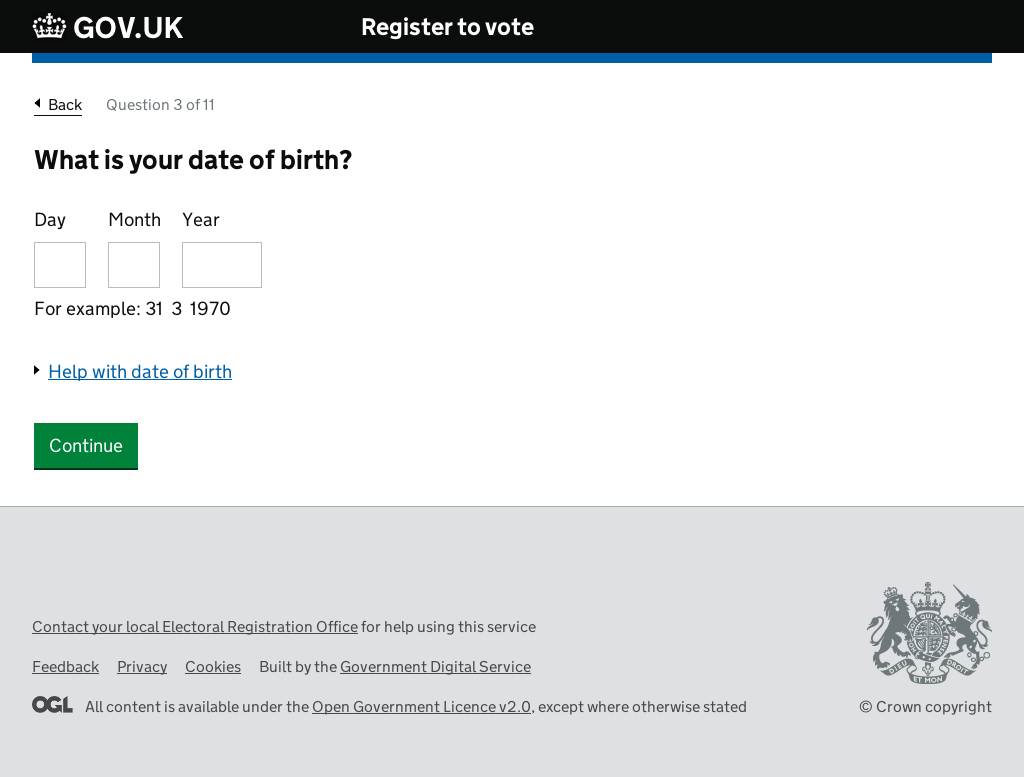 GOV.UK Register to vote
Back Question 3 of 11
What is your date of birth?
Day Month Year
For example: 31 3 1970
Help with date of birth
Continue
Contact your local Electoral Registration Office for help using this service
Feedback Privacy Cookies Built by the Government Digital Service
OGL All content is available under the Open Government Licence v2.0, except where otherwise stated
DIEU ET MON DROIT
© Crown copyright